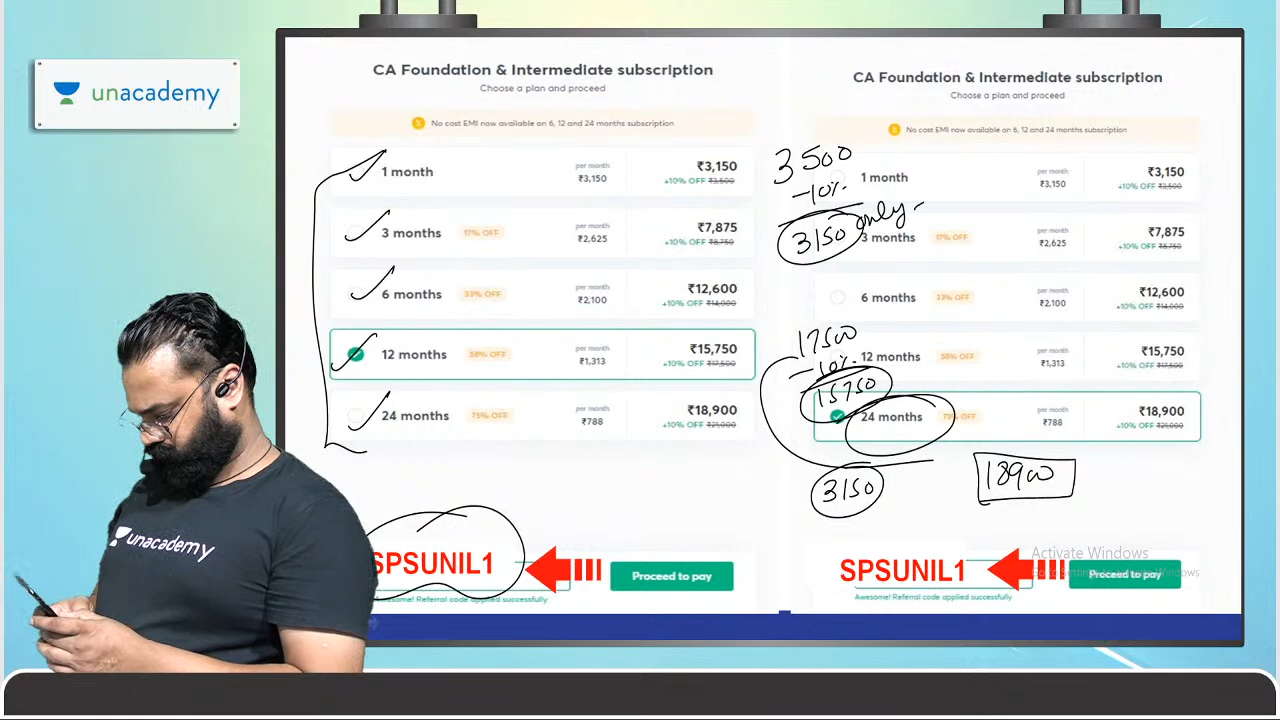 unacademy
CA Foundation & Intermediate subscription
Choose a plan and proceed
No cost EMI now available on 6, 12 and 24 months subscription
1 month per month ₹3,150 ₹3,150 +10% OFF ₹3,500
3 months 17% OFF per month ₹2,625 ₹7,875 +10% OFF ₹8,750
6 months 33% OFF per month ₹2,100 ₹12,600 +10% OFF ₹14,000
12 months 58% OFF per month ₹1,313 ₹15,750 +10% OFF ₹17,500
24 months 75% OFF per month ₹788 ₹18,900 +10% OFF ₹21,000
SPSUNIL1
Proceed to pay
Awesome! Referral code applied successfully
CA Foundation & Intermediate subscription
Choose a plan and proceed
No cost EMI now available on 6, 12 and 24 months subscription
3500
-10%
3150 only
1 month per month ₹3,150 ₹3,150 +10% OFF ₹3,500
3 months 17% OFF per month ₹2,625 ₹7,875 +10% OFF ₹8,750
6 months 33% OFF per month ₹2,100 ₹12,600 +10% OFF ₹14,000
17500
-10%
15750
12 months 58% OFF per month ₹1,313 ₹15,750 +10% OFF ₹17,500
24 months 75% OFF per month ₹788 ₹18,900 +10% OFF ₹21,000
3150
18900
SPSUNIL1
Activate Windows
Proceed to pay
Awesome! Referral code applied successfully
unacademy